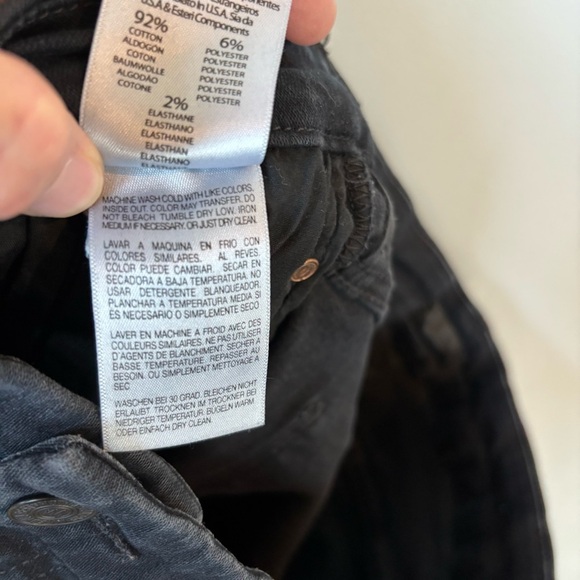 U.S.A & Esteri Components
92%
COTTON
ALGODÓN
COTON
BAUMWOLLE
ALGODÃO
COTONE
6%
POLYESTER
POLYESTER
POLYESTER
POLYESTER
POLYESTER
POLYESTER
2%
ELASTHANE
ELASTHANO
ELASTHANNE
ELASTHAN
ELASTHANO
ELASTHANO
MACHINE WASH COLD WITH LIKE COLORS,
INSIDE OUT. COLOR MAY TRANSFER. DO
NOT BLEACH. TUMBLE DRY LOW. IRON
MEDIUM IF NECESSARY. OR JUST DRY CLEAN.
LAVAR A MAQUINA EN FRIO CON
COLORES SIMILARES. AL REVES.
COLOR PUEDE CAMBIAR. SECAR EN
SECADORA A BAJA TEMPERATURA. NO
USAR DETERGENTE BLANQUEADOR.
PLANCHAR A TEMPERATURA MEDIA SI
ES NECESARIO O SIMPLEMENTE SECO
LAVER EN MACHINE A FROID AVEC DES
COULEURS SIMILAIRES. NE PAS UTILISER
D'AGENTS DE BLANCHIMENT. SECHER A
BASSE TEMPERATURE. REPASSER AU
BESOIN. OU SIMPLEMENT METTOYAGE A
SEC
WASCHEN BEI 30 GRAD. BLEICHEN NICHT
ERLAUBT TROCKNEN IM TROCKNER BEI
NIEDRIGER TEMPERATUR. BUGELN WARM
ODER EINFACH DRY CLEAN.